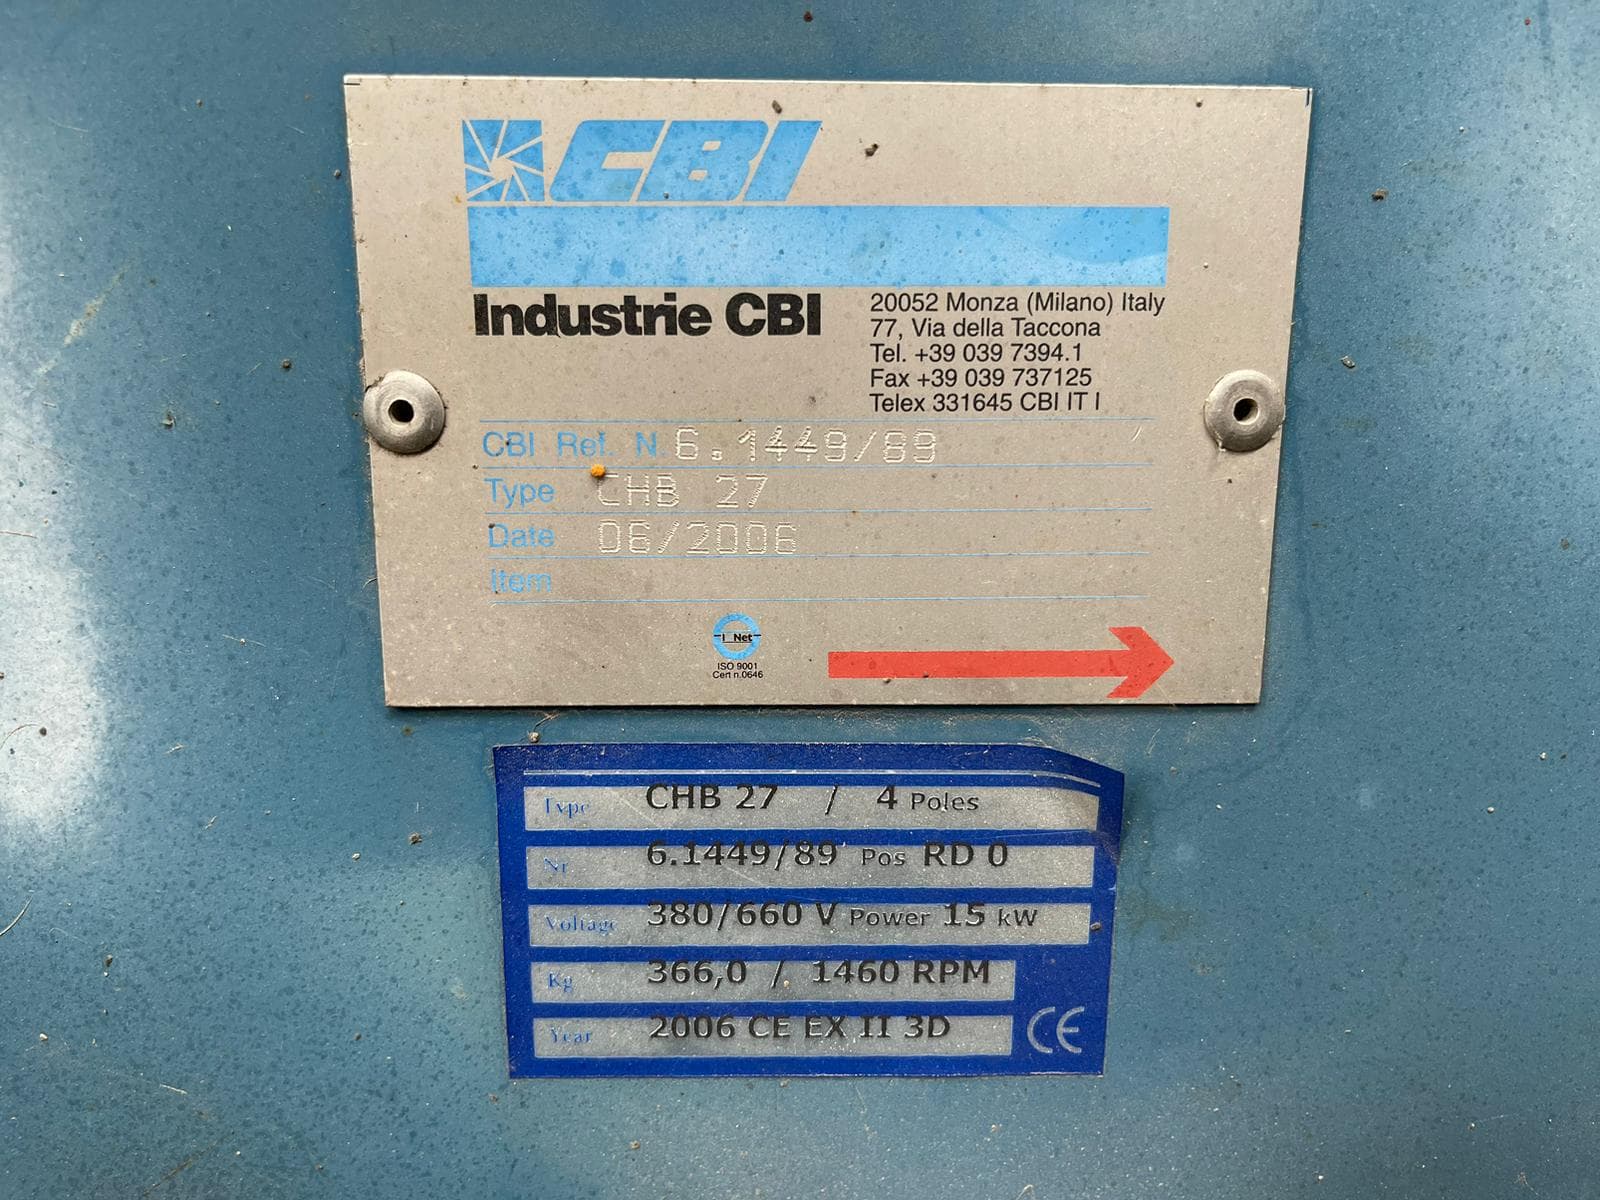 CBI
Industrie CBI
20052 Monza (Milano) Italy
77, Via della Taccona
Tel. +39 039 7394.1
Fax +39 039 737125
Telex 331645 CBI IT I
CBI Ref. N. 6.1449/89
Type CHB 27
Date 06/2006
Item
I Net
ISO 9001
Cert n.0646
Type CHB 27 / 4 Poles
Nr 6.1449/89 Pos RD 0
Voltage 380/660 V Power 15 kW
Kg 366,0 / 1460 RPM
Year 2006 CE EX II 3D
CE